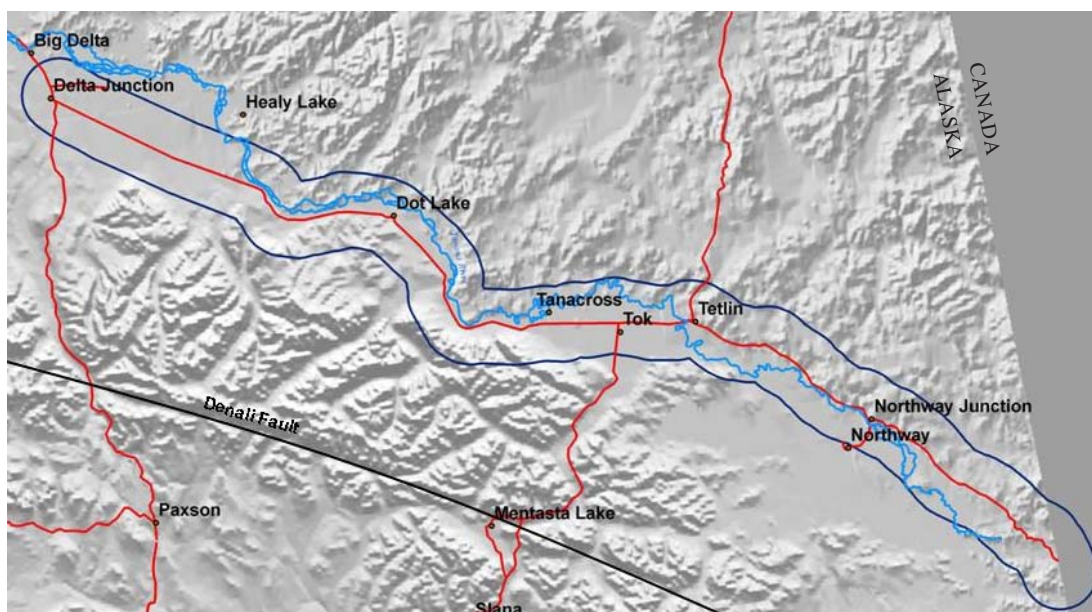 Big Delta
Delta Junction
Healy Lake
CANADA
ALASKA
Dot Lake
Tanacross
Tok
Tetlin
Northway Junction
Northway
Denali Fault
Paxson
Mentasta Lake
Slana